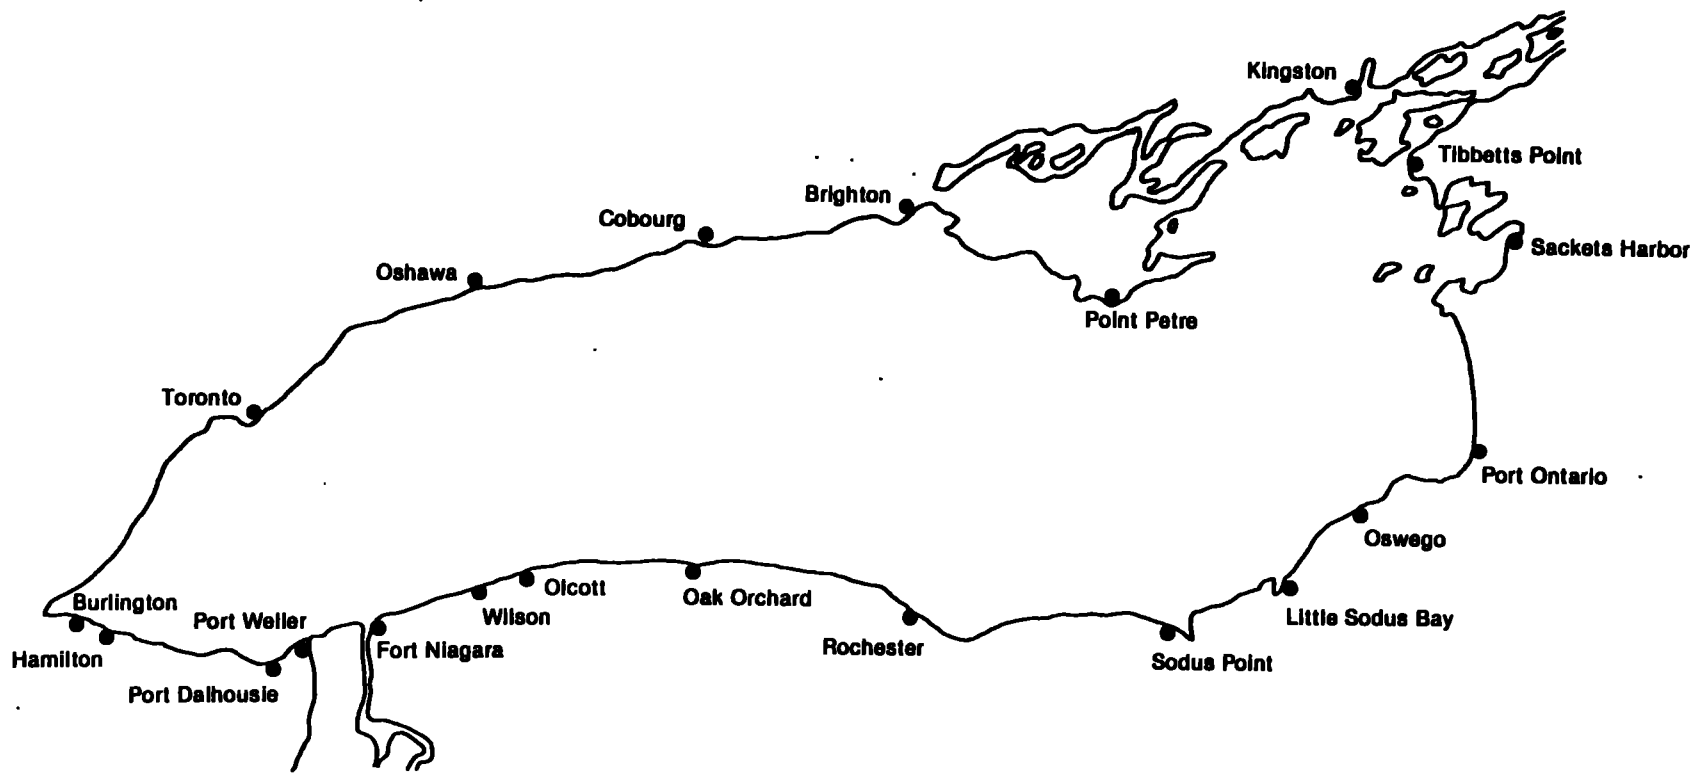 Kingston
Tibbetts Point
Brighton
Cobourg
Sackets Harbor
Oshawa
Point Petre
Toronto
Port Ontario
Oswego
Olcott
Burlington
Oak Orchard
Wilson
Port Weller
Little Sodus Bay
Rochester
Fort Niagara
Hamilton
Sodus Point
Port Dalhousie